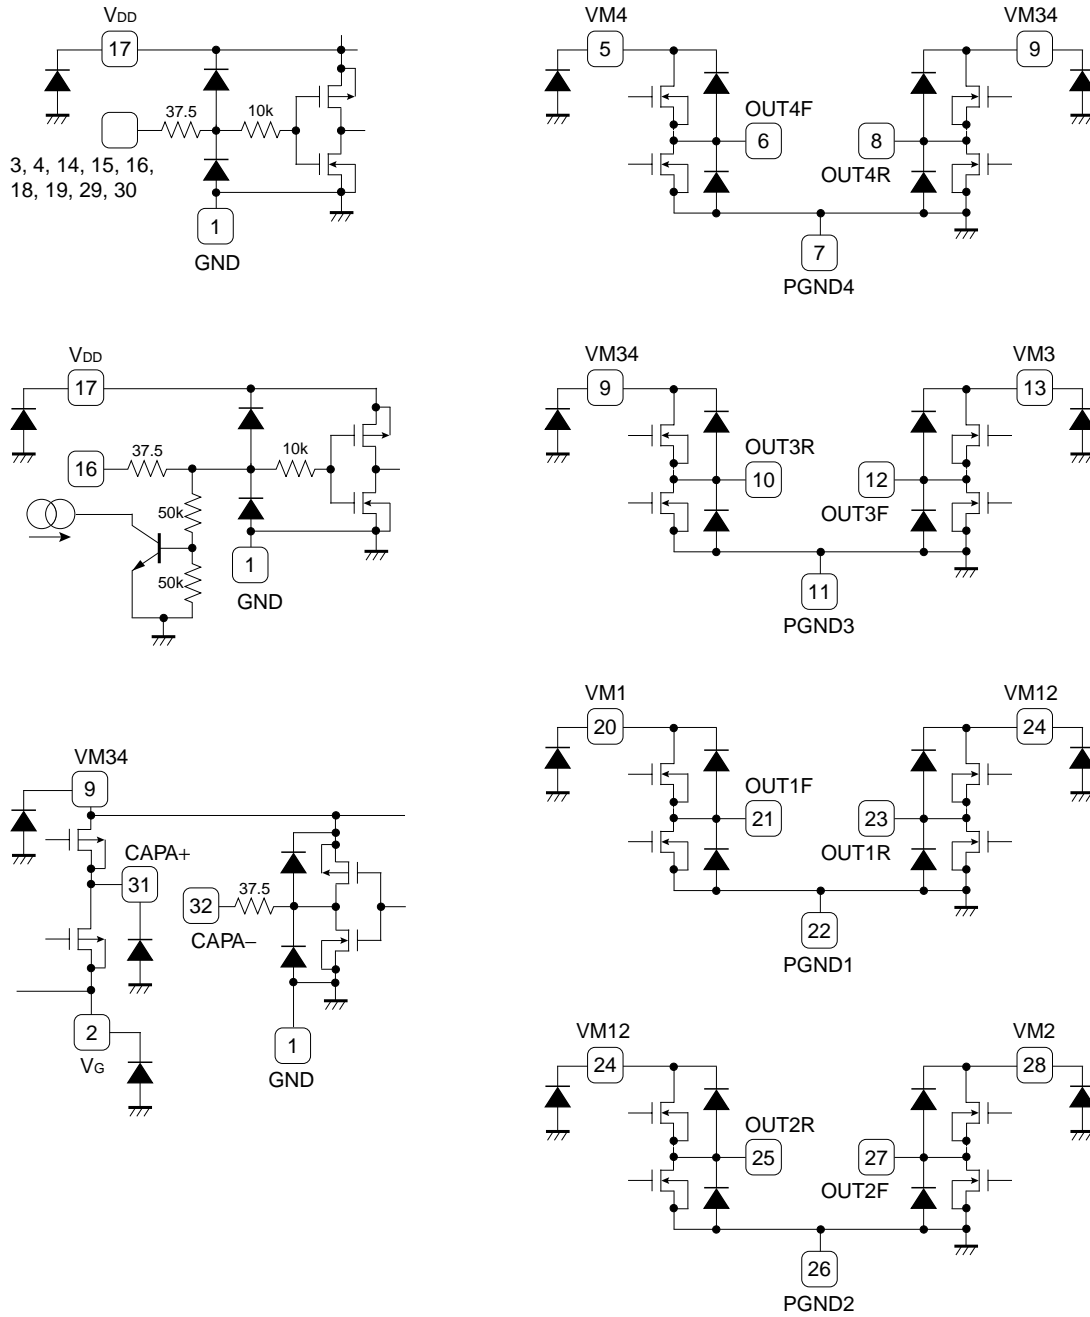 VDD
17
37.5
10k
3, 4, 14, 15, 16,
18, 19, 29, 30
1
GND
VDD
17
16
37.5
10k
50k
50k
1
GND
VM34
9
CAPA+
31
37.5
32
CAPA–
2
VG
1
GND
VM4
VM34
5
9
OUT4F
6
8
OUT4R
7
PGND4
VM34
VM3
9
13
OUT3R
10
12
OUT3F
11
PGND3
VM1
VM12
20
24
OUT1F
21
23
OUT1R
22
PGND1
VM12
VM2
24
28
OUT2R
25
27
OUT2F
26
PGND2